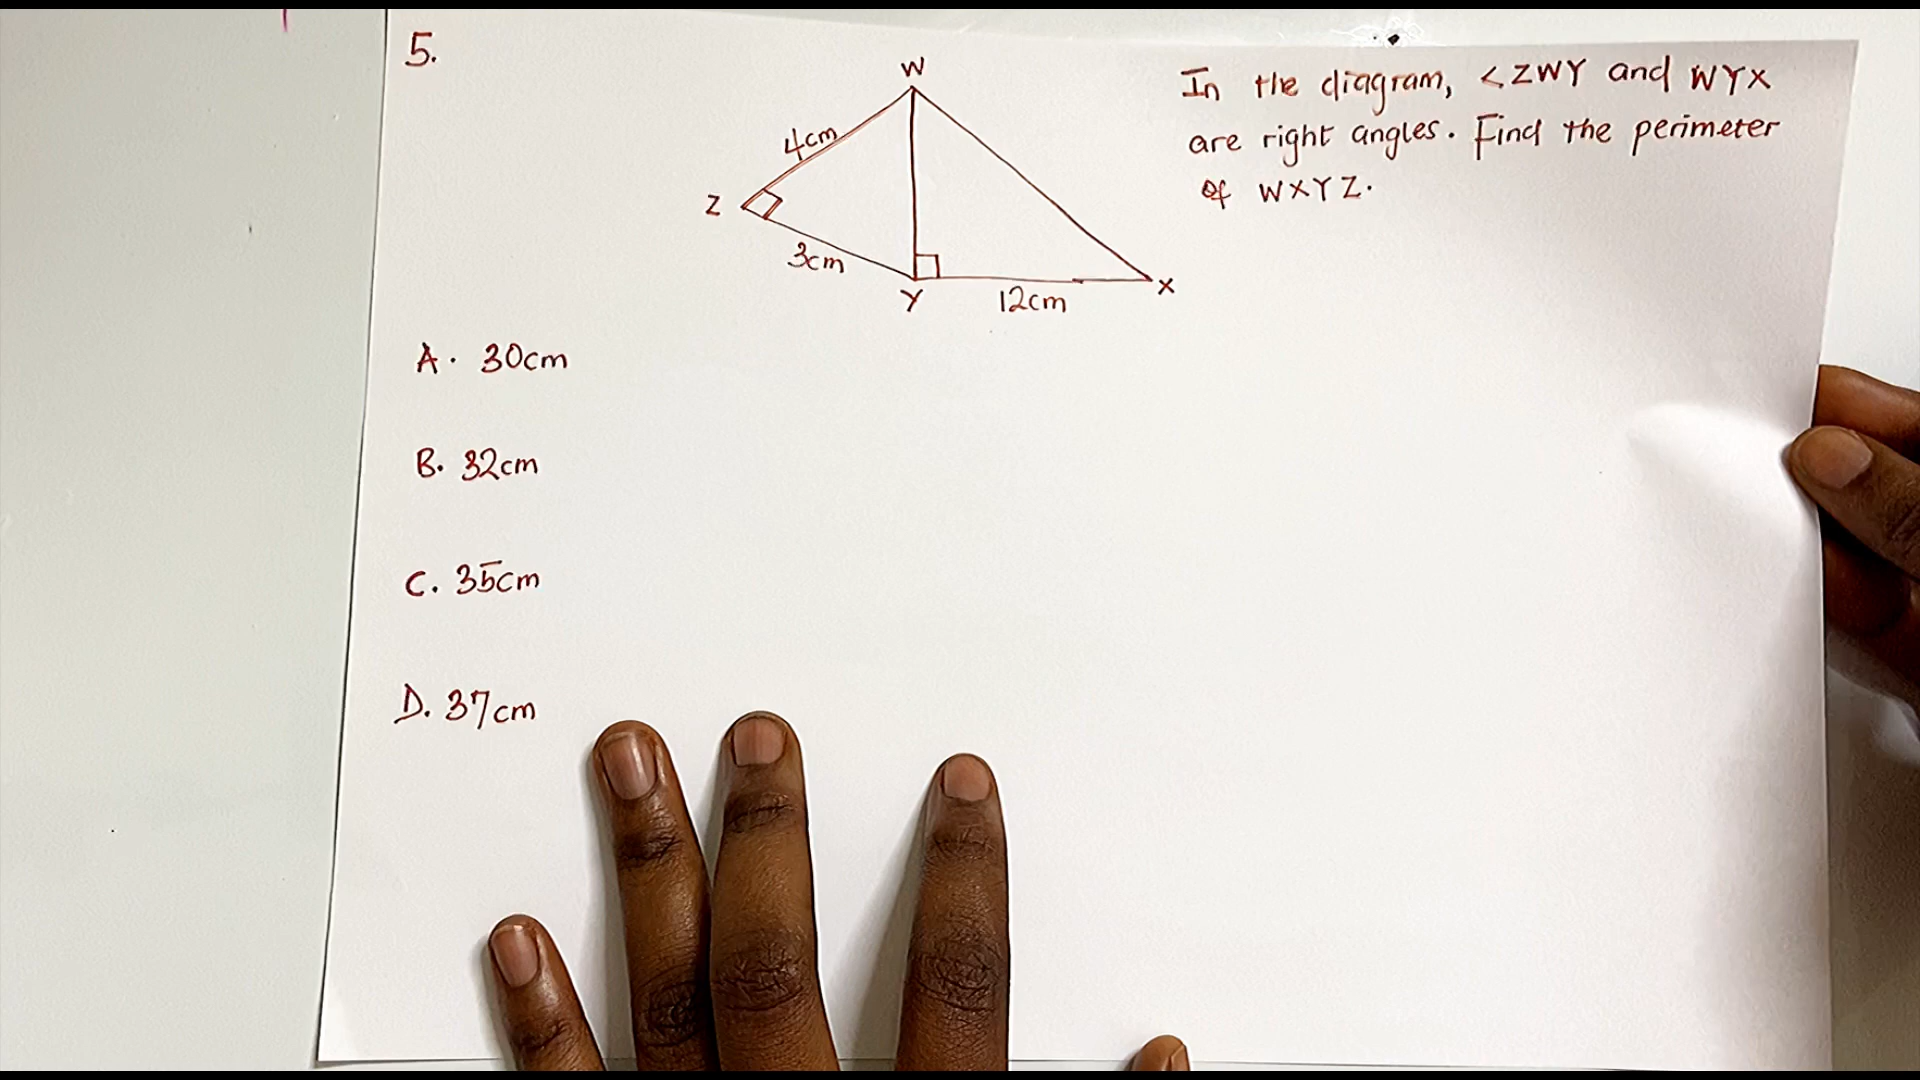 5.
W
In the diagram, <ZWY and WYX
are right angles. Find the perimeter
of WXYZ.
4cm
Z
3cm
Y
12cm
X
A. 30cm
B. 32cm
C. 35cm
D. 37cm